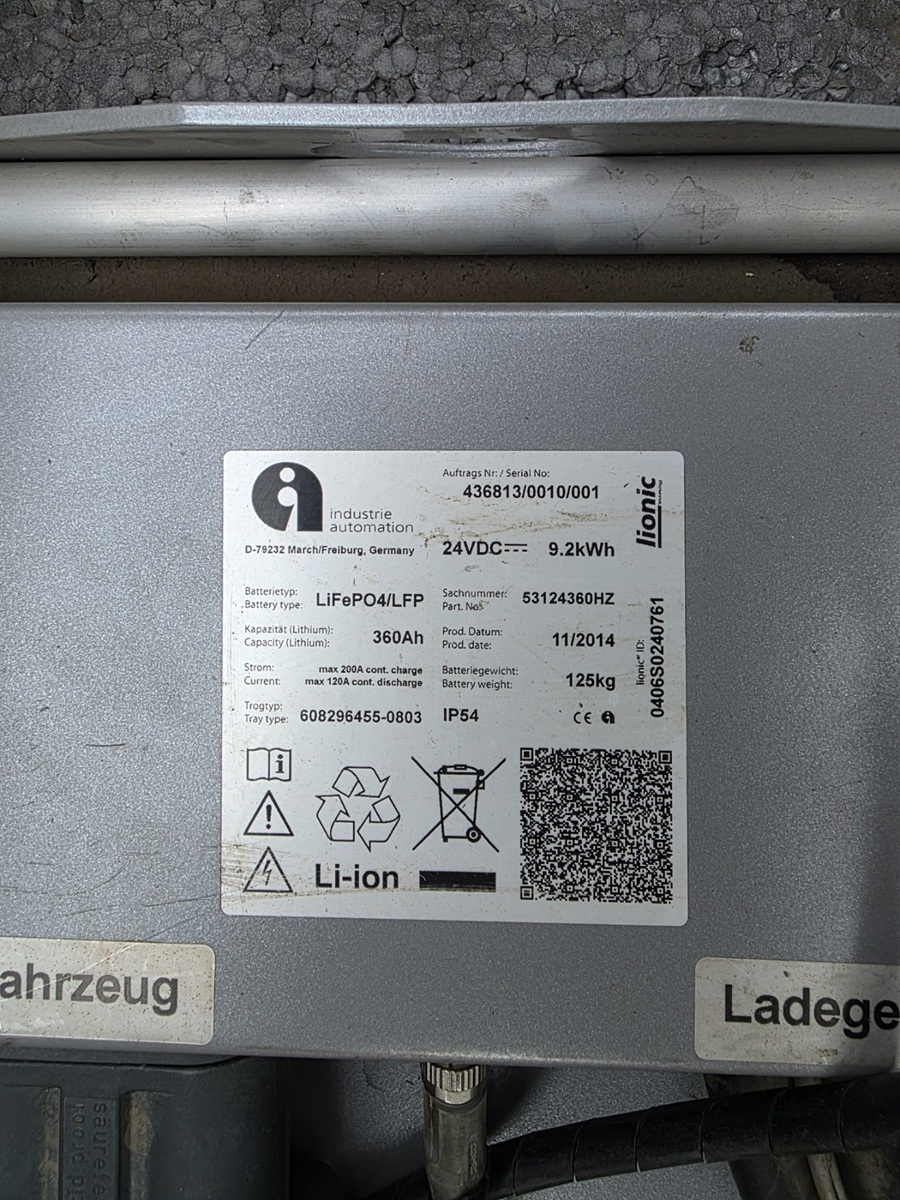 industrie
automation
D-79232 March/Freiburg, Germany
Auftrags Nr: / Serial No:
436813/0010/001
24VDC 9.2kWh
lionic
Batterietyp:
Battery type: LiFePO4/LFP
Sachnummer:
Part. No: 53124360HZ
Kapazität (Lithium):
Capacity (Lithium): 360Ah
Prod. Datum:
Prod. date: 11/2014
Strom: max 200A cont. charge
Current: max 120A cont. discharge
Batteriegewicht:
Battery weight: 125kg
Trogtyp:
Tray type: 608296455-0803
IP54
CE
lionic® ID:
0406S0240761
Li-ion
ahrzeug
Ladege
säurefe